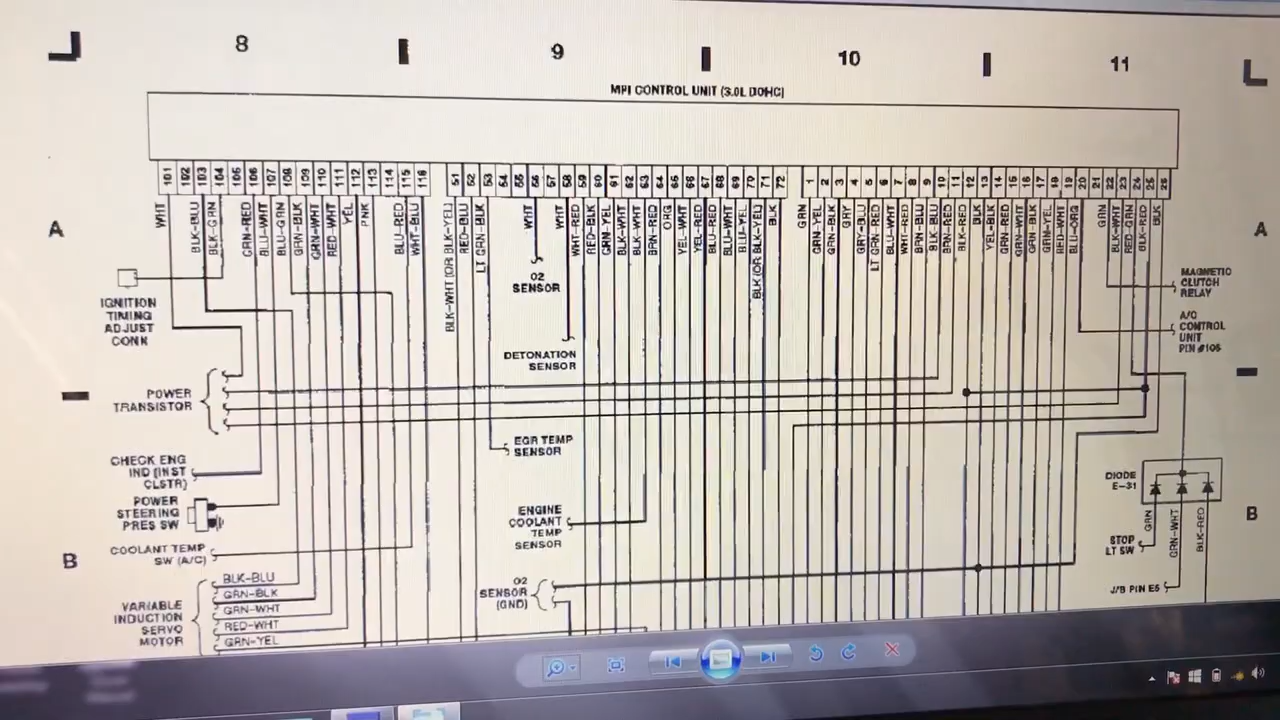 8 9 10 11
MPI CONTROL UNIT (3.0L DOHC)
101 102 103 104 105 106 107 108 109 110 111 112 113 114 115 116
51 52 53 54 55 56 57 58 59 60 61 62 63 64 65 66 67 68 69 70 71 72
1 2 3 4 5 6 7 8 9 10 11 12 13 14 15 16 17 18 19 20 21 22 23 24 25 26
WHT
BLK-BLU
BLK-GRN
GRN-RED
BLU-WHT
BLU-GRN
GRN-BLK
GRN-WHT
RED-WHT
YEL
PNK
BLU-RED
WHT-BLU
BLK-WHT (OR BLK-YEL)
RED-BLU
LT GRN-BLK
WHT
WHT
WHT-RED
RED-BLK
GRN-YEL
BLK-WHT
BLK-WHT
BRN-RED
ORG
YEL-WHT
YEL-RED
BLU-RED
BLU-WHT
BLU-YEL
BLK (OR BLK-YEL)
BLK
GRN
GRN-YEL
GRN-BLK
GRY
GRY-BLU
LT GRN-RED
BLU-WHT
WHT-RED
BRN-BLU
BLK-BLU
BRN-RED
BLK-RED
BLK
YEL-BLK
GRN-RED
GRN-WHT
GRN-BLK
GRN-YEL
RED-WHT
BLU-ORG
GRN
BLK-WHT
RED-GRN
BLK-RED
BLK
A
A
IGNITION
TIMING
ADJUST
CONN
O2
SENSOR
DETONATION
SENSOR
MAGNETIC
CLUTCH
RELAY
A/C
CONTROL
UNIT
PIN #106
POWER
TRANSISTOR
EGR TEMP
SENSOR
CHECK ENG
IND (INST
CLSTR)
POWER
STEERING
PRES SW
ENGINE
COOLANT
TEMP
SENSOR
DIODE
E-31
GRN
GRN-WHT
BLK-RED
STOP
LT SW
J/B PIN E5
B
B
COOLANT TEMP
SW (A/C)
O2
SENSOR
(GND)
VARIABLE
INDUCTION
SERVO
MOTOR
BLK-BLU
GRN-BLK
GRN-WHT
RED-WHT
GRN-YEL